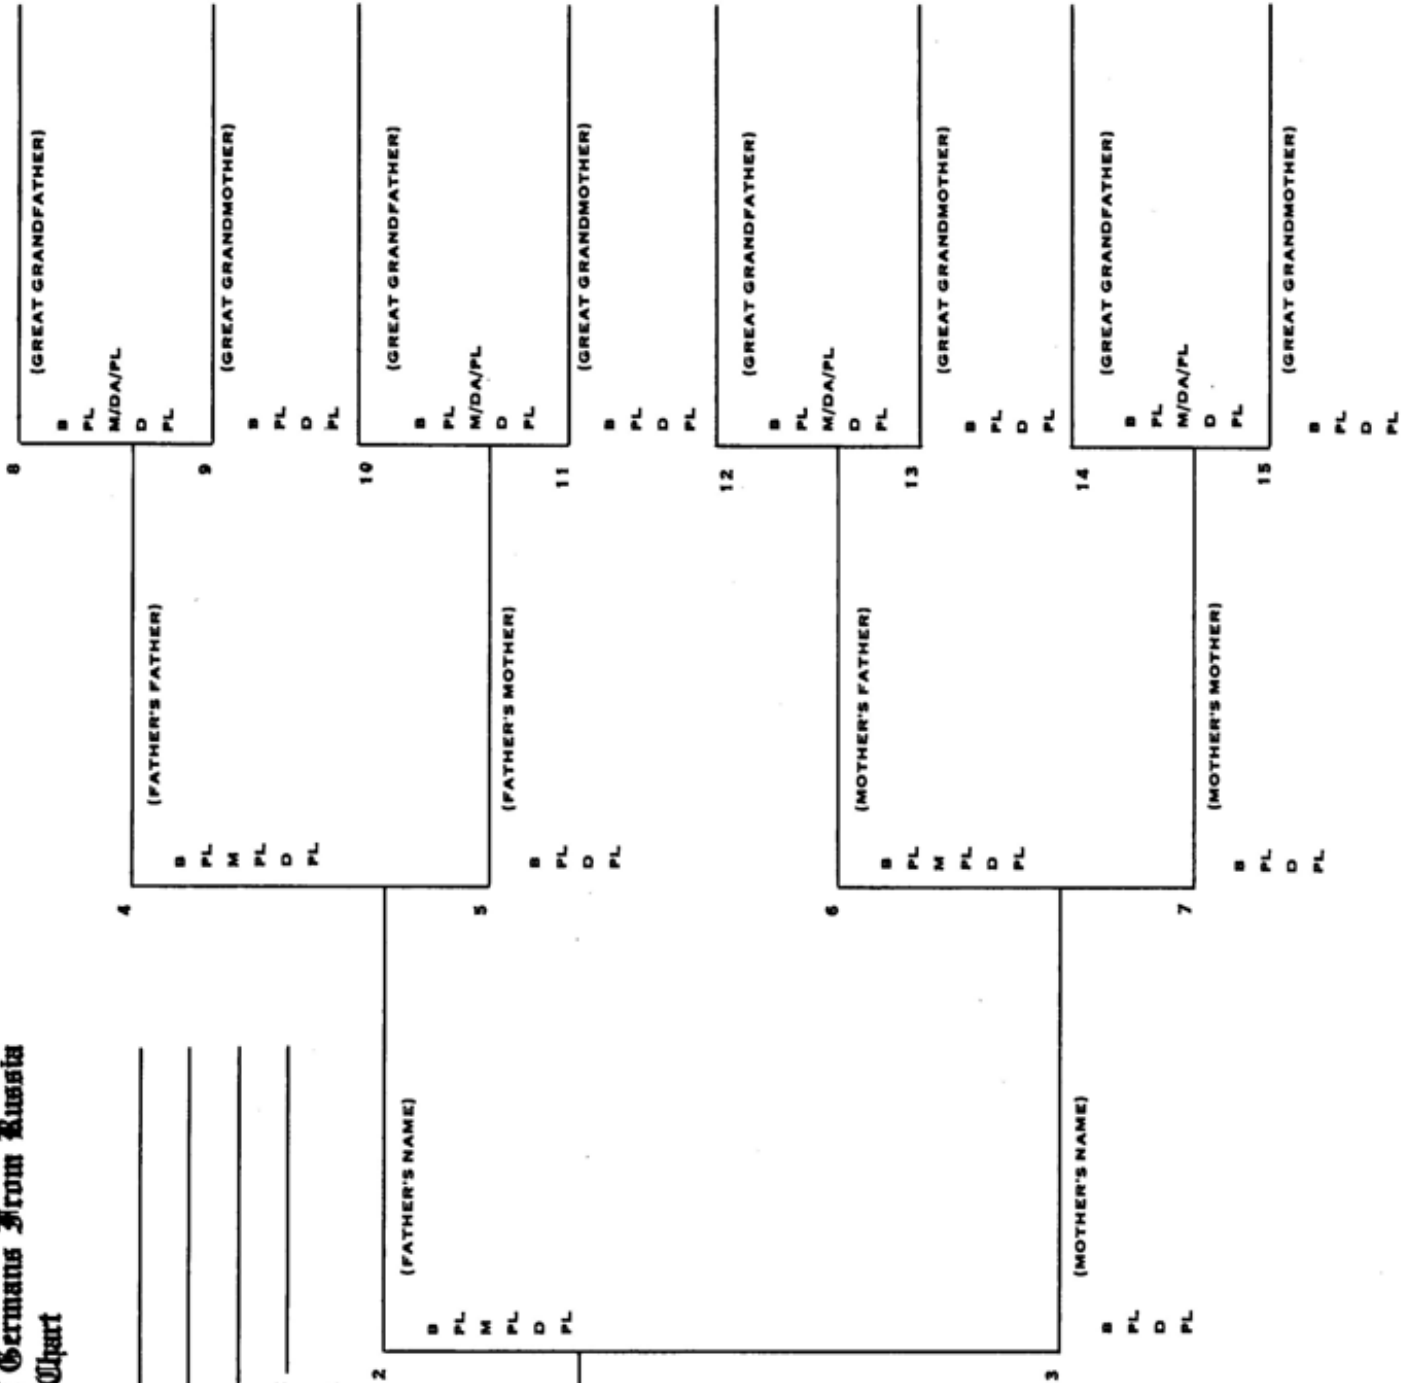 Germans From Russia
Chart
2
(FATHER'S NAME)
B
PL
M
PL
D
PL
3
(MOTHER'S NAME)
B
PL
D
PL
4
(FATHER'S FATHER)
B
PL
M
PL
D
PL
5
(FATHER'S MOTHER)
B
PL
D
PL
6
(MOTHER'S FATHER)
B
PL
M
PL
D
PL
7
(MOTHER'S MOTHER)
B
PL
D
PL
8
(GREAT GRANDFATHER)
B
PL
M/DA/PL
D
PL
9
(GREAT GRANDMOTHER)
B
PL
D
PL
10
(GREAT GRANDFATHER)
B
PL
M/DA/PL
D
PL
11
(GREAT GRANDMOTHER)
B
PL
D
PL
12
(GREAT GRANDFATHER)
B
PL
M/DA/PL
D
PL
13
(GREAT GRANDMOTHER)
B
PL
D
PL
14
(GREAT GRANDFATHER)
B
PL
M/DA/PL
D
PL
15
(GREAT GRANDMOTHER)
B
PL
D
PL